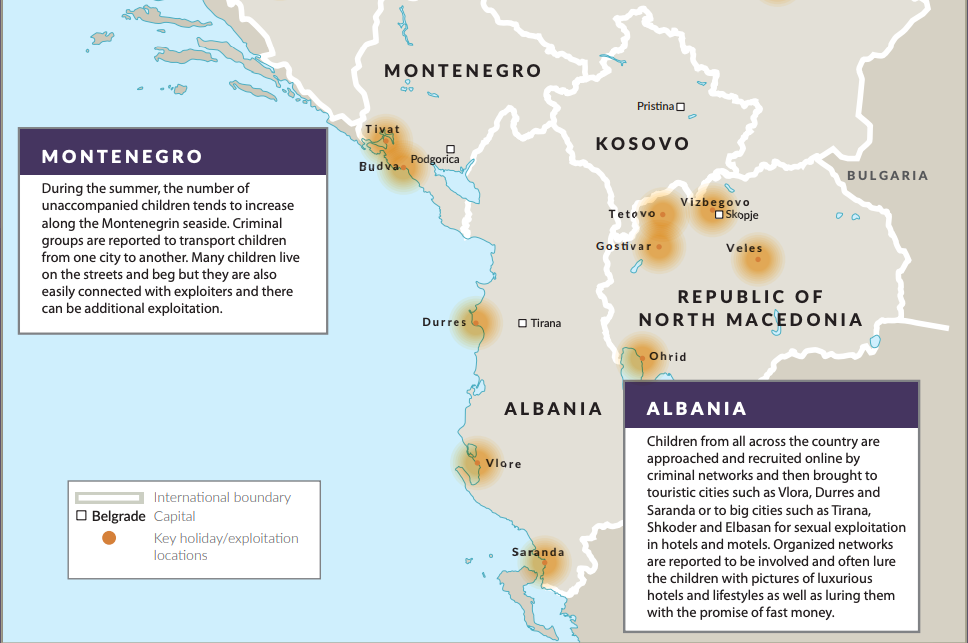 MONTENEGRO
Pristina
KOSOVO
Tivat
Podgorica
Budva
BULGARIA
MONTENEGRO
During the summer, the number of
unaccompanied children tends to increase
along the Montenegrin seaside. Criminal
groups are reported to transport children
from one city to another. Many children live
on the streets and beg but they are also
easily connected with exploiters and there
can be additional exploitation.
Vizbegovo
Tetovo
Skopje
Gostivar
Veles
REPUBLIC OF
NORTH MACEDONIA
Durres
Tirana
Ohrid
ALBANIA
Vlore
Saranda
ALBANIA
Children from all across the country are
approached and recruited online by
criminal networks and then brought to
touristic cities such as Vlora, Durres and
Saranda or to big cities such as Tirana,
Shkoder and Elbasan for sexual exploitation
in hotels and motels. Organized networks
are reported to be involved and often lure
the children with pictures of luxurious
hotels and lifestyles as well as luring them
with the promise of fast money.
International boundary
Belgrade Capital
Key holiday/exploitation
locations